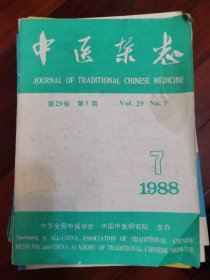 中医杂志
JOURNAL OF TRADITIONAL CHINESE MEDICINE
第29卷 第7期 Vol. 29 No. 7
7
1988
中华全国中医学会 中国中医研究院 主办
Sponsored by ALL-CHINA ASSOCIATION OF TRADITIONAL CHINESE
MEDICINE and CHINA ACADEMY OF TRADITIONAL CHINESE MEDICINE